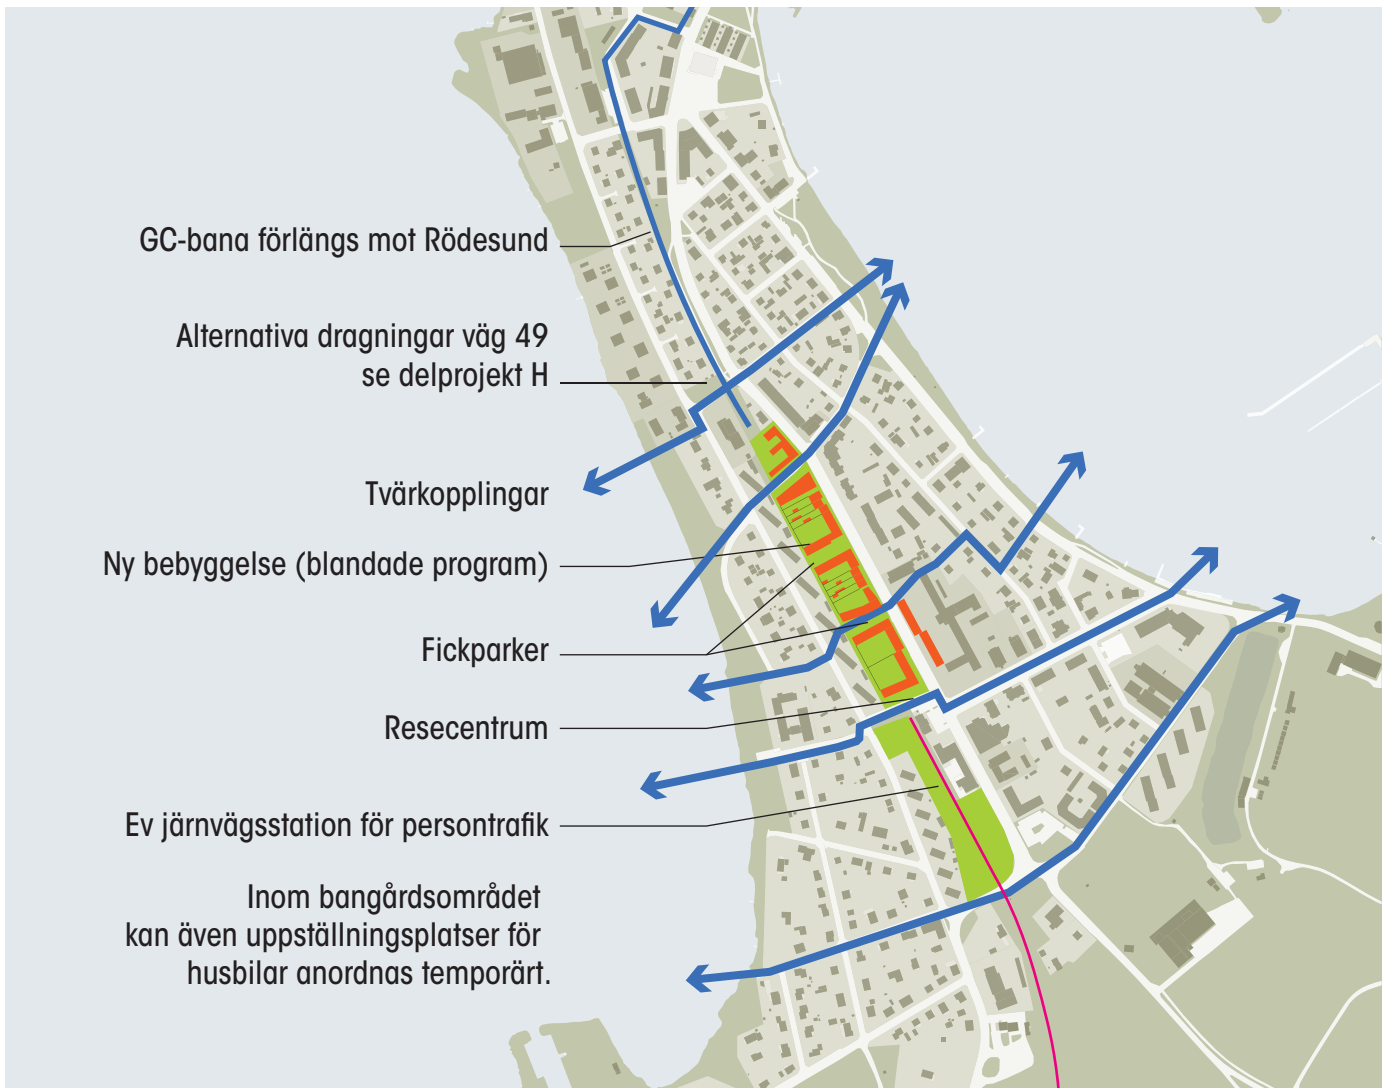 GC-bana förlängs mot Rödesund
Alternativa dragningar väg 49
se delprojekt H
Tvärkopplingar
Ny bebyggelse (blandade program)
Fickparker
Resecentrum
Ev järnvägsstation för persontrafik
Inom bangårdsområdet
kan även uppställningsplatser för
husbilar anordnas temporärt.